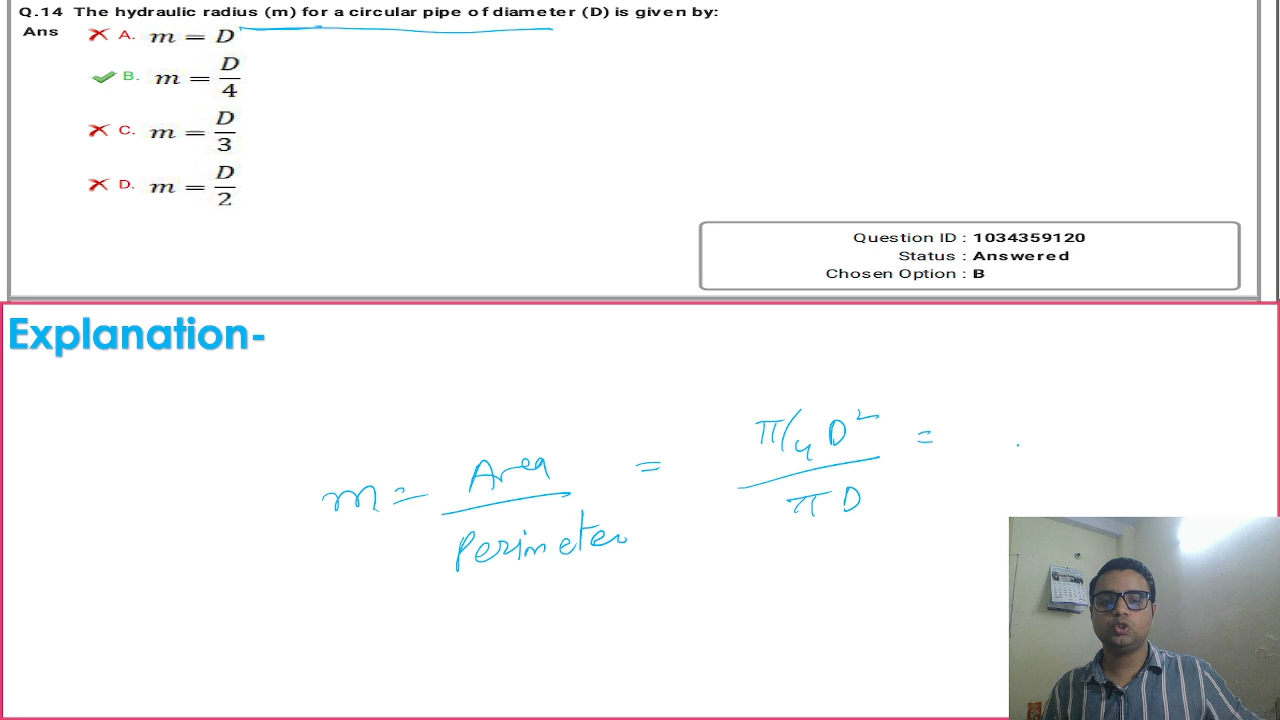 Q.14 The hydraulic radius (m) for a circular pipe of diameter (D) is given by:
Ans A. m = D
B. m = D/4
C. m = D/3
D. m = D/2
Question ID : 1034359120
Status : Answered
Chosen Option : B
Explanation-
m = Area/Perimeter = π/4 D²/π D =